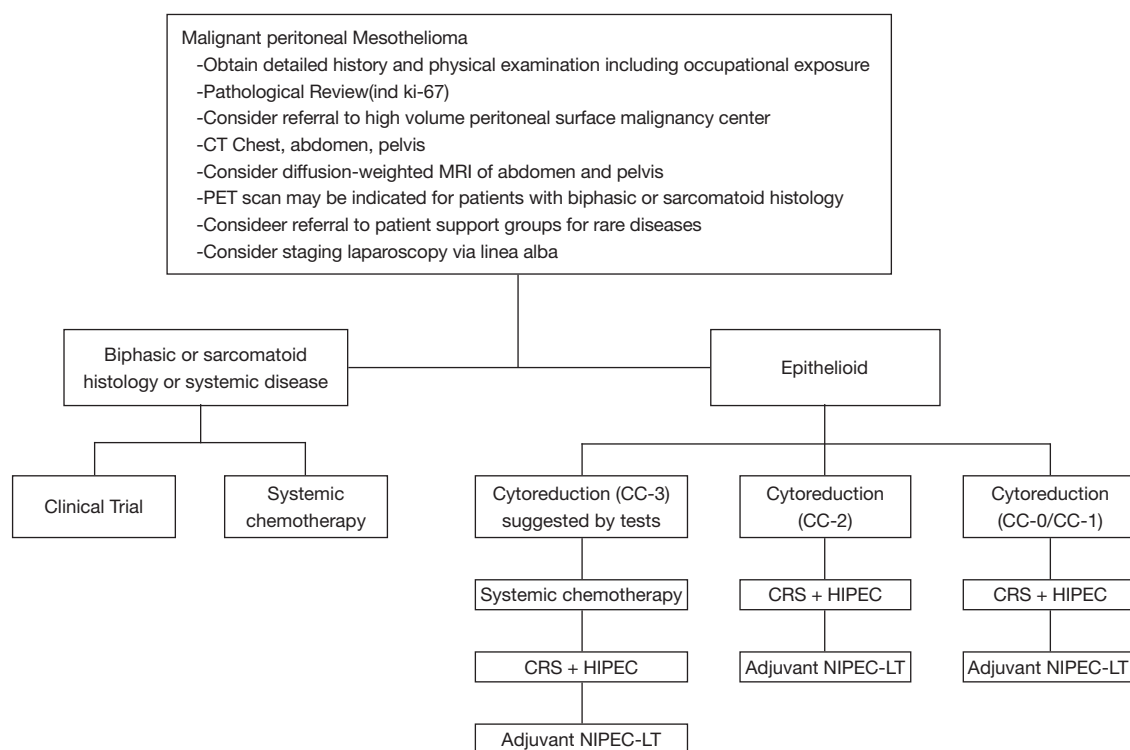 Malignant peritoneal Mesothelioma
-Obtain detailed history and physical examination including occupational exposure
-Pathological Review(ind ki-67)
-Consider referral to high volume peritoneal surface malignancy center
-CT Chest, abdomen, pelvis
-Consider diffusion-weighted MRI of abdomen and pelvis
-PET scan may be indicated for patients with biphasic or sarcomatoid histology
-Consideer referral to patient support groups for rare diseases
-Consider staging laparoscopy via linea alba
Biphasic or sarcomatoid
histology or systemic disease
Epithelioid
Clinical Trial
Systemic
chemotherapy
Cytoreduction (CC-3)
suggested by tests
Cytoreduction
(CC-2)
Cytoreduction
(CC-0/CC-1)
Systemic chemotherapy
CRS + HIPEC
CRS + HIPEC
CRS + HIPEC
Adjuvant NIPEC-LT
Adjuvant NIPEC-LT
Adjuvant NIPEC-LT